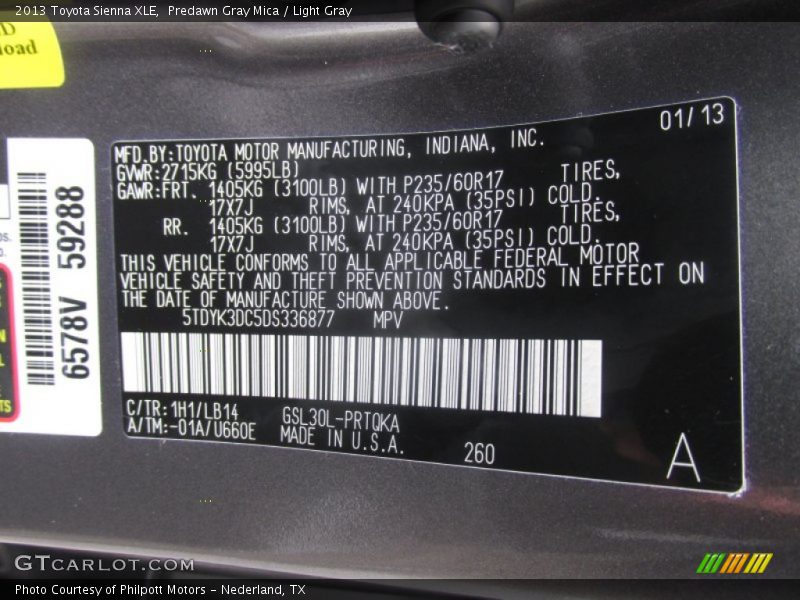 2013 Toyota Sienna XLE, Predawn Gray Mica / Light Gray
load
6578V 59288
01/13
MFD.BY:TOYOTA MOTOR MANUFACTURING, INDIANA, INC.
GVWR:2715KG (5995LB)
GAWR:FRT. 1405KG (3100LB) WITH P235/60R17 TIRES,
17X7J RIMS, AT 240KPA (35PSI) COLD.
RR. 1405KG (3100LB) WITH P235/60R17 TIRES,
17X7J RIMS, AT 240KPA (35PSI) COLD.
THIS VEHICLE CONFORMS TO ALL APPLICABLE FEDERAL MOTOR
VEHICLE SAFETY AND THEFT PREVENTION STANDARDS IN EFFECT ON
THE DATE OF MANUFACTURE SHOWN ABOVE.
5TDYK3DC5DS336877 MPV
C/TR:1H1/LB14 GSL30L-PRTQKA
A/TM:-01A/U660E MADE IN U.S.A.
260
A
GTCARLOT.COM
Photo Courtesy of Philpott Motors - Nederland, TX